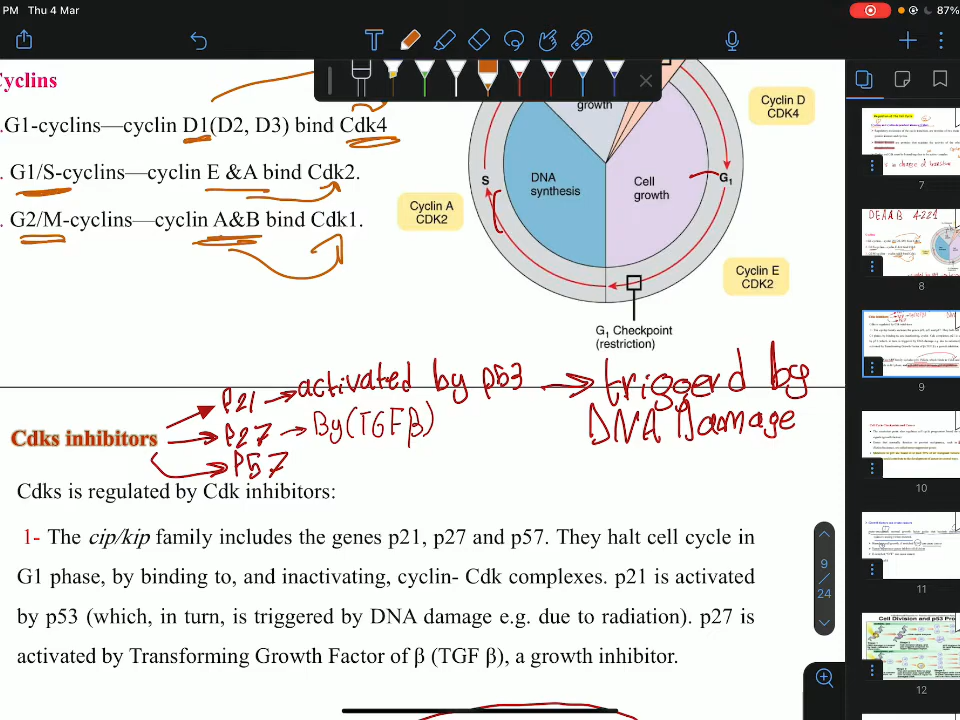 PM Thu 4 Mar
87%
Cyclins
.G1-cyclins—cyclin D1(D2, D3) bind Cdk4
. G1/S-cyclins—cyclin E &A bind Cdk2.
. G2/M-cyclins—cyclin A&B bind Cdk1.
growth
Cyclin D
CDK4
S
DNA
synthesis
Cell
growth
G1
Cyclin A
CDK2
Cyclin E
CDK2
G1 Checkpoint
(restriction)
P21 activated by p53 triggerd by
DNA Damage
Cdks inhibitors
P27 By (TGFβ)
P57
Cdks is regulated by Cdk inhibitors:
1- The cip/kip family includes the genes p21, p27 and p57. They halt cell cycle in
G1 phase, by binding to, and inactivating, cyclin- Cdk complexes. p21 is activated
by p53 (which, in turn, is triggered by DNA damage e.g. due to radiation). p27 is
activated by Transforming Growth Factor of β (TGF β), a growth inhibitor.
7
8
9
10
11
Cell Division and p53
12
9
/
24